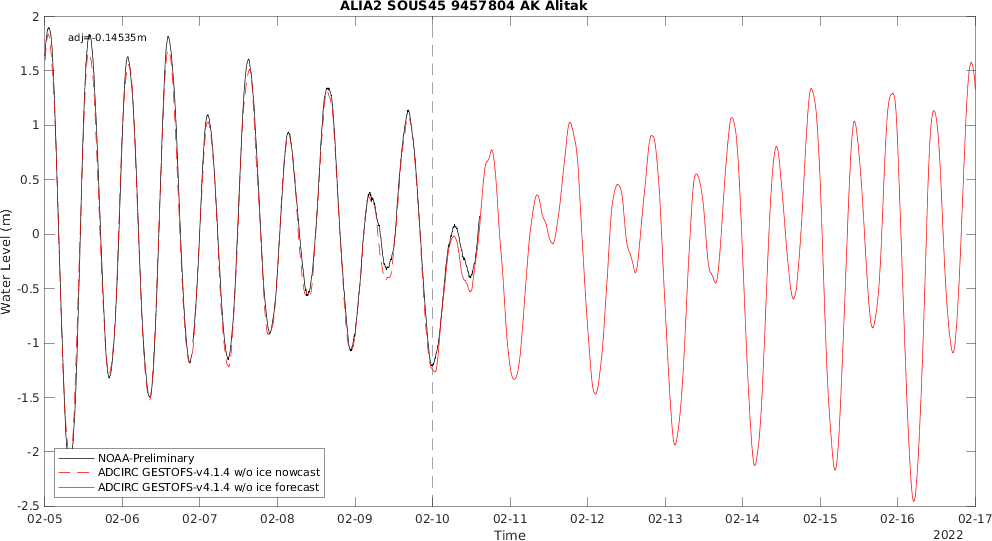 ALIA2 SOUS45 9457804 AK Alitak
adj=-0.14535m
2
1.5
1
0.5
0
-0.5
-1
-1.5
-2
-2.5
Water Level (m)
NOAA-Preliminary
ADCIRC GESTOFS-v4.1.4 w/o ice nowcast
ADCIRC GESTOFS-v4.1.4 w/o ice forecast
02-05 02-06 02-07 02-08 02-09 02-10 02-11 02-12 02-13 02-14 02-15 02-16 02-17
Time
2022